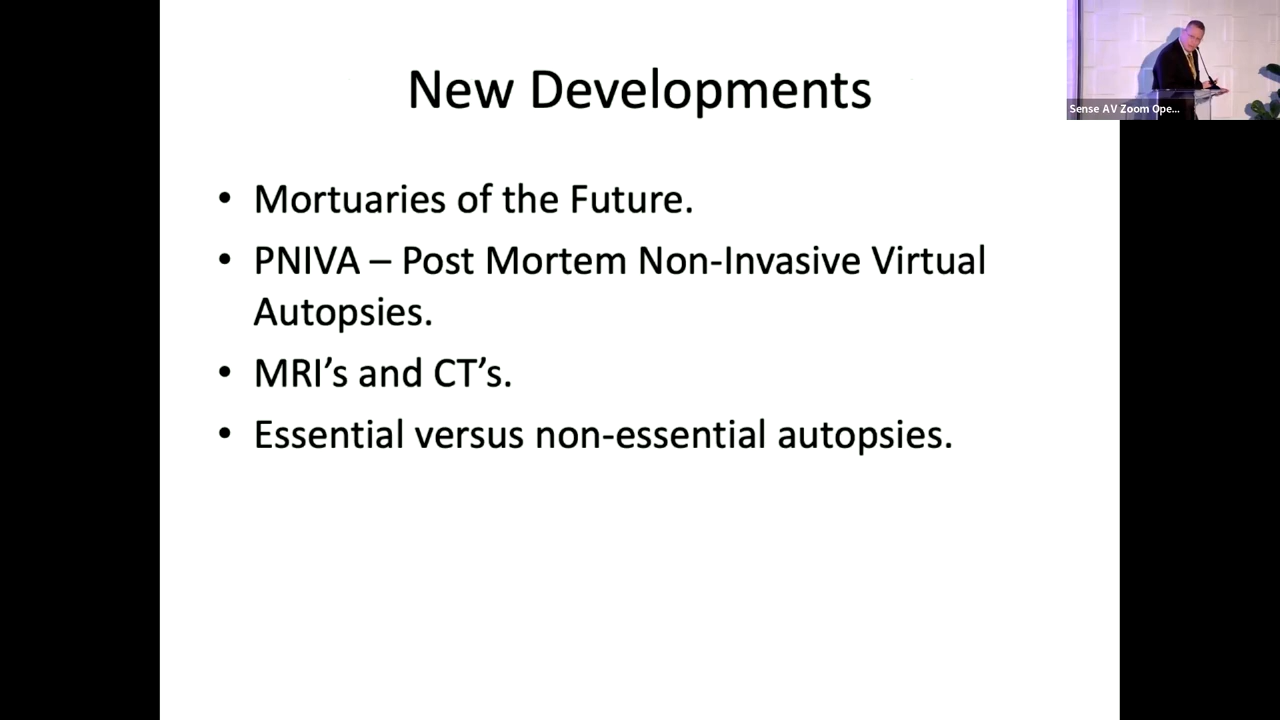 New Developments
Sense AV Zoom Ope...
• Mortuaries of the Future.
• PNIVA – Post Mortem Non-Invasive Virtual
Autopsies.
• MRI’s and CT’s.
• Essential versus non-essential autopsies.